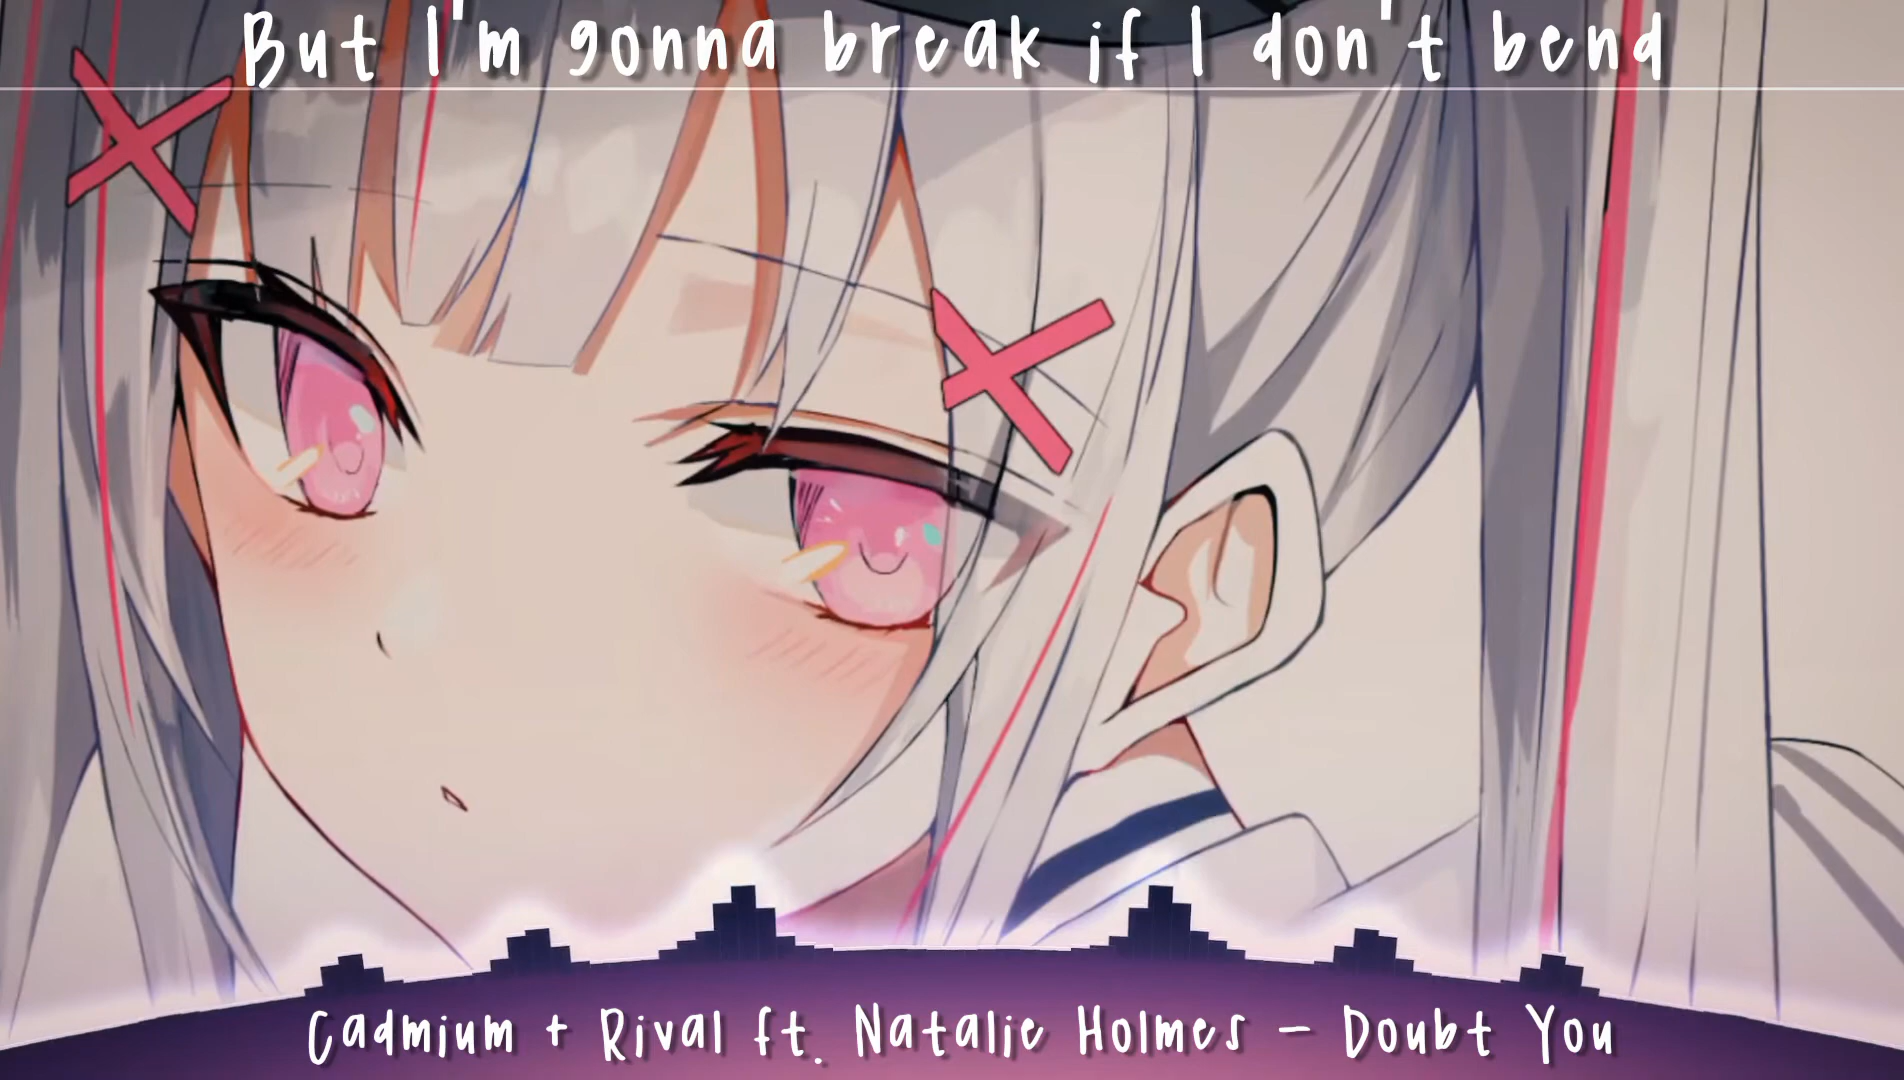 But I'm gonna break if I don't bend
Cadmium + Rival ft. Natalie Holmes - Doubt You